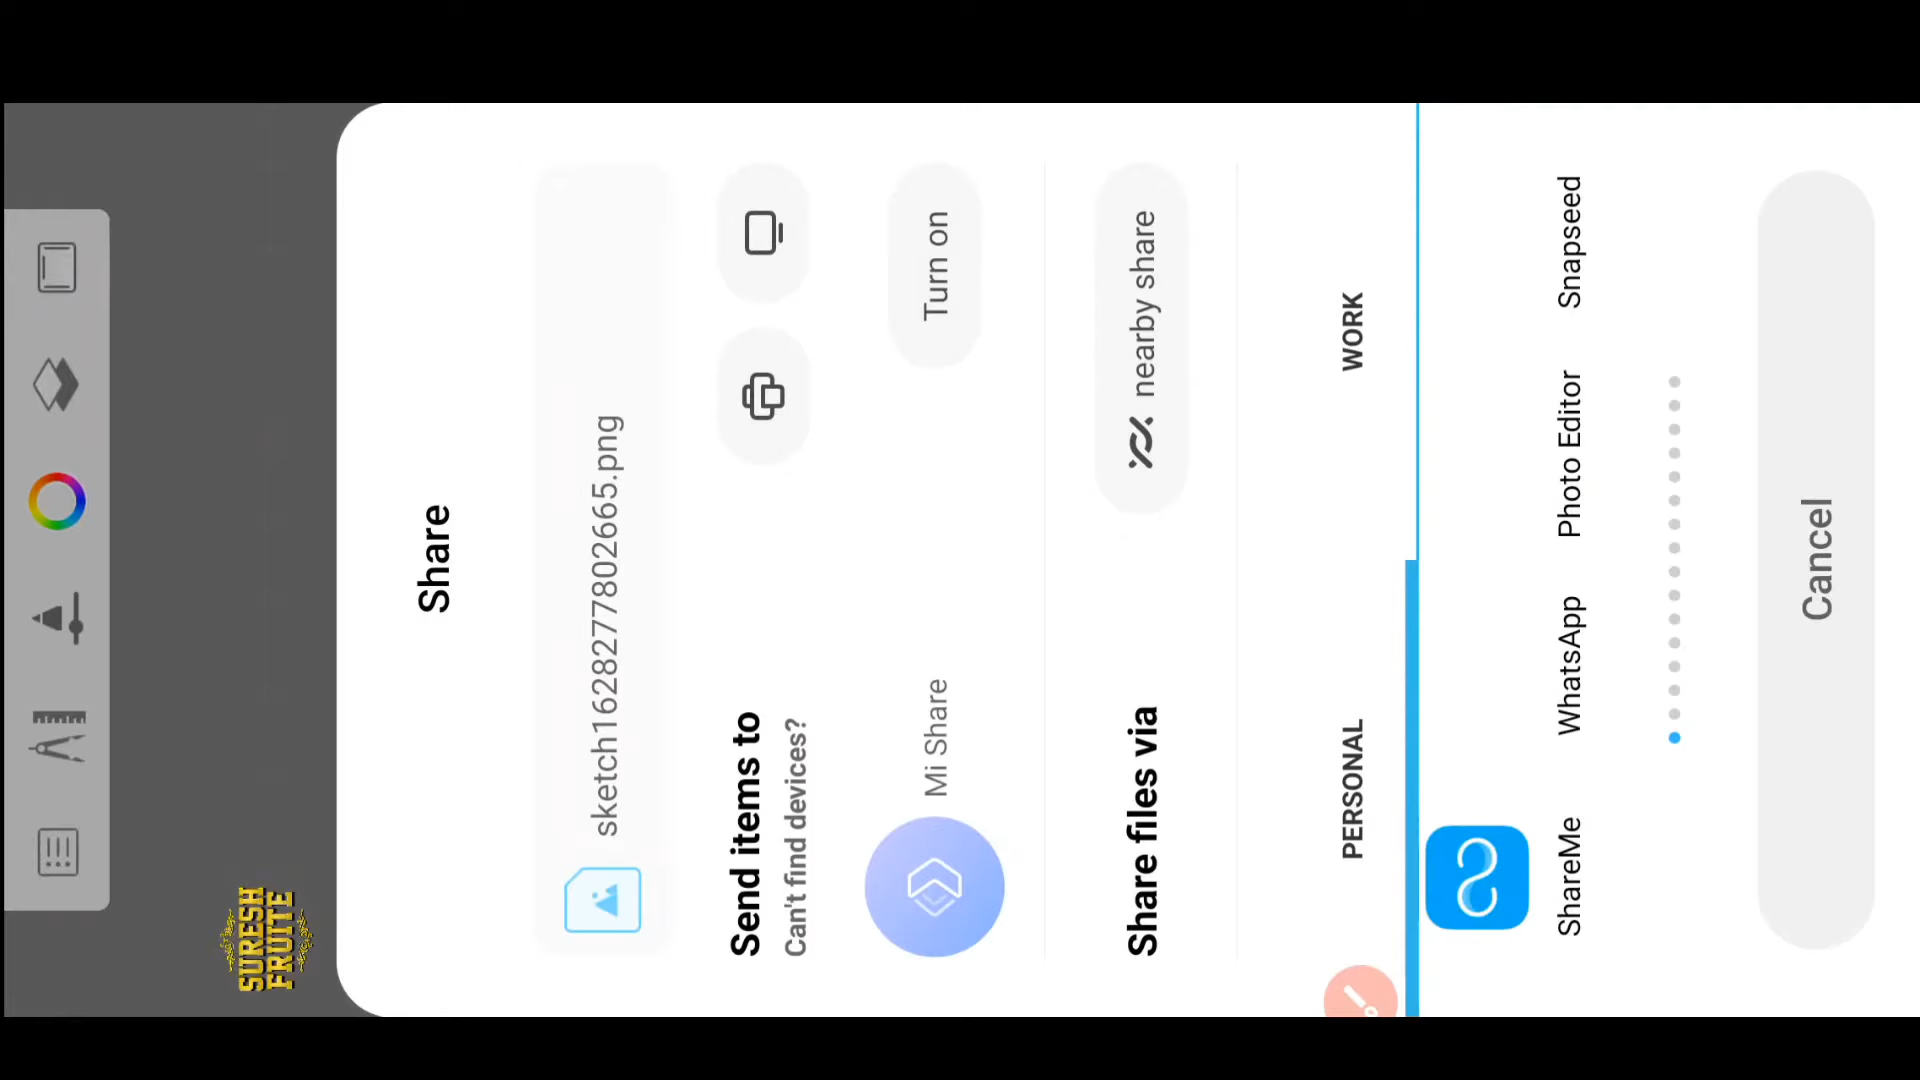 Share
sketch1628277802665.png
Send items to
Can't find devices?
Mi Share
Turn on
Share files via
nearby share
PERSONAL
WORK
ShareMe
WhatsApp
Photo Editor
Snapseed
Cancel
SURESH
FRUITE